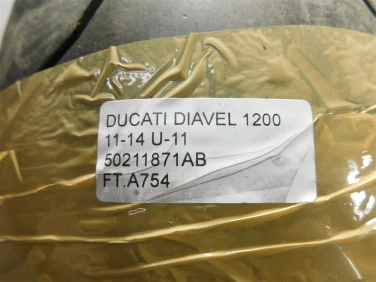 DUCATI DIAVEL 1200
11-14 U-11
50211871AB
FT.A754